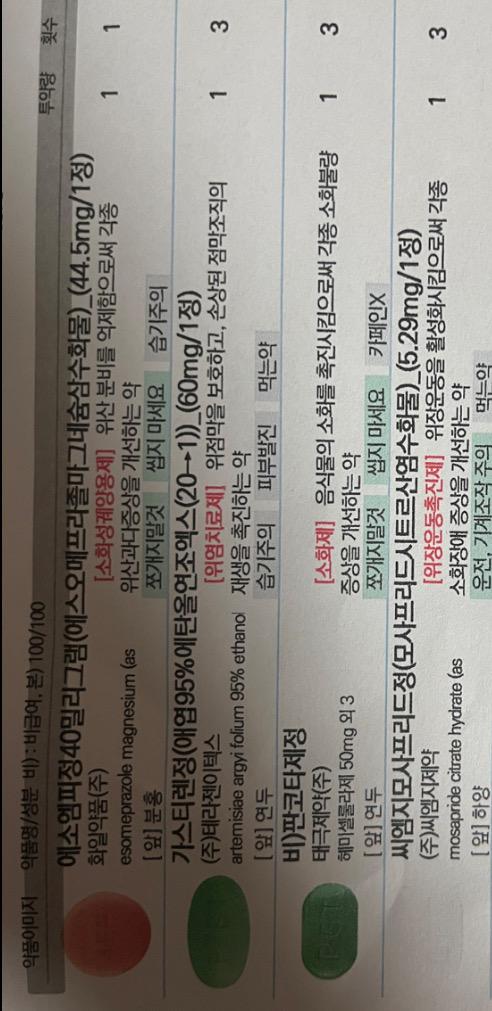 약품이미지 약품명/성분 비) : 비급여, 본) 100/100 투약량 횟수
에소엠피정40밀리그램(에스오메프라졸마그네슘삼수화물)_(44.5mg/1정)
화일약품(주) [소화성궤양용제] 위산 분비를 억제함으로써 각종 1 1
esomeprazole magnesium (as 위산과다증상을 개선하는 약
[앞] 분홍 쪼개지말것 씹지 마세요 습기주의
가스티렌정(애엽95%에탄올연조엑스(20→1))_(60mg/1정)
(주)테라젠이텍스 [위염치료제] 위점막을 보호하고, 손상된 점막조직의 1 3
artemisiae argyi folium 95% ethanol 재생을 촉진하는 약
[앞] 연두 습기주의 피부발진 먹는약
비)판코타제정
태극제약(주) [소화제] 음식물의 소화를 촉진시킴으로써 각종 소화불량 1 3
헤미셀룰라제 50mg 외 3 증상을 개선하는 약
[앞] 연두 쪼개지말것 씹지 마세요 카페인X
씨엠지모사프리드정(모사프리드시트르산염수화물)_(5.29mg/1정)
(주)씨엠지제약 [위장운동촉진제] 위장운동을 활성화시킴으로써 각종 1 3
mosapride citrate hydrate (as 소화장애 증상을 개선하는 약
[앞] 하양 운전, 기계조작 주의 먹는약